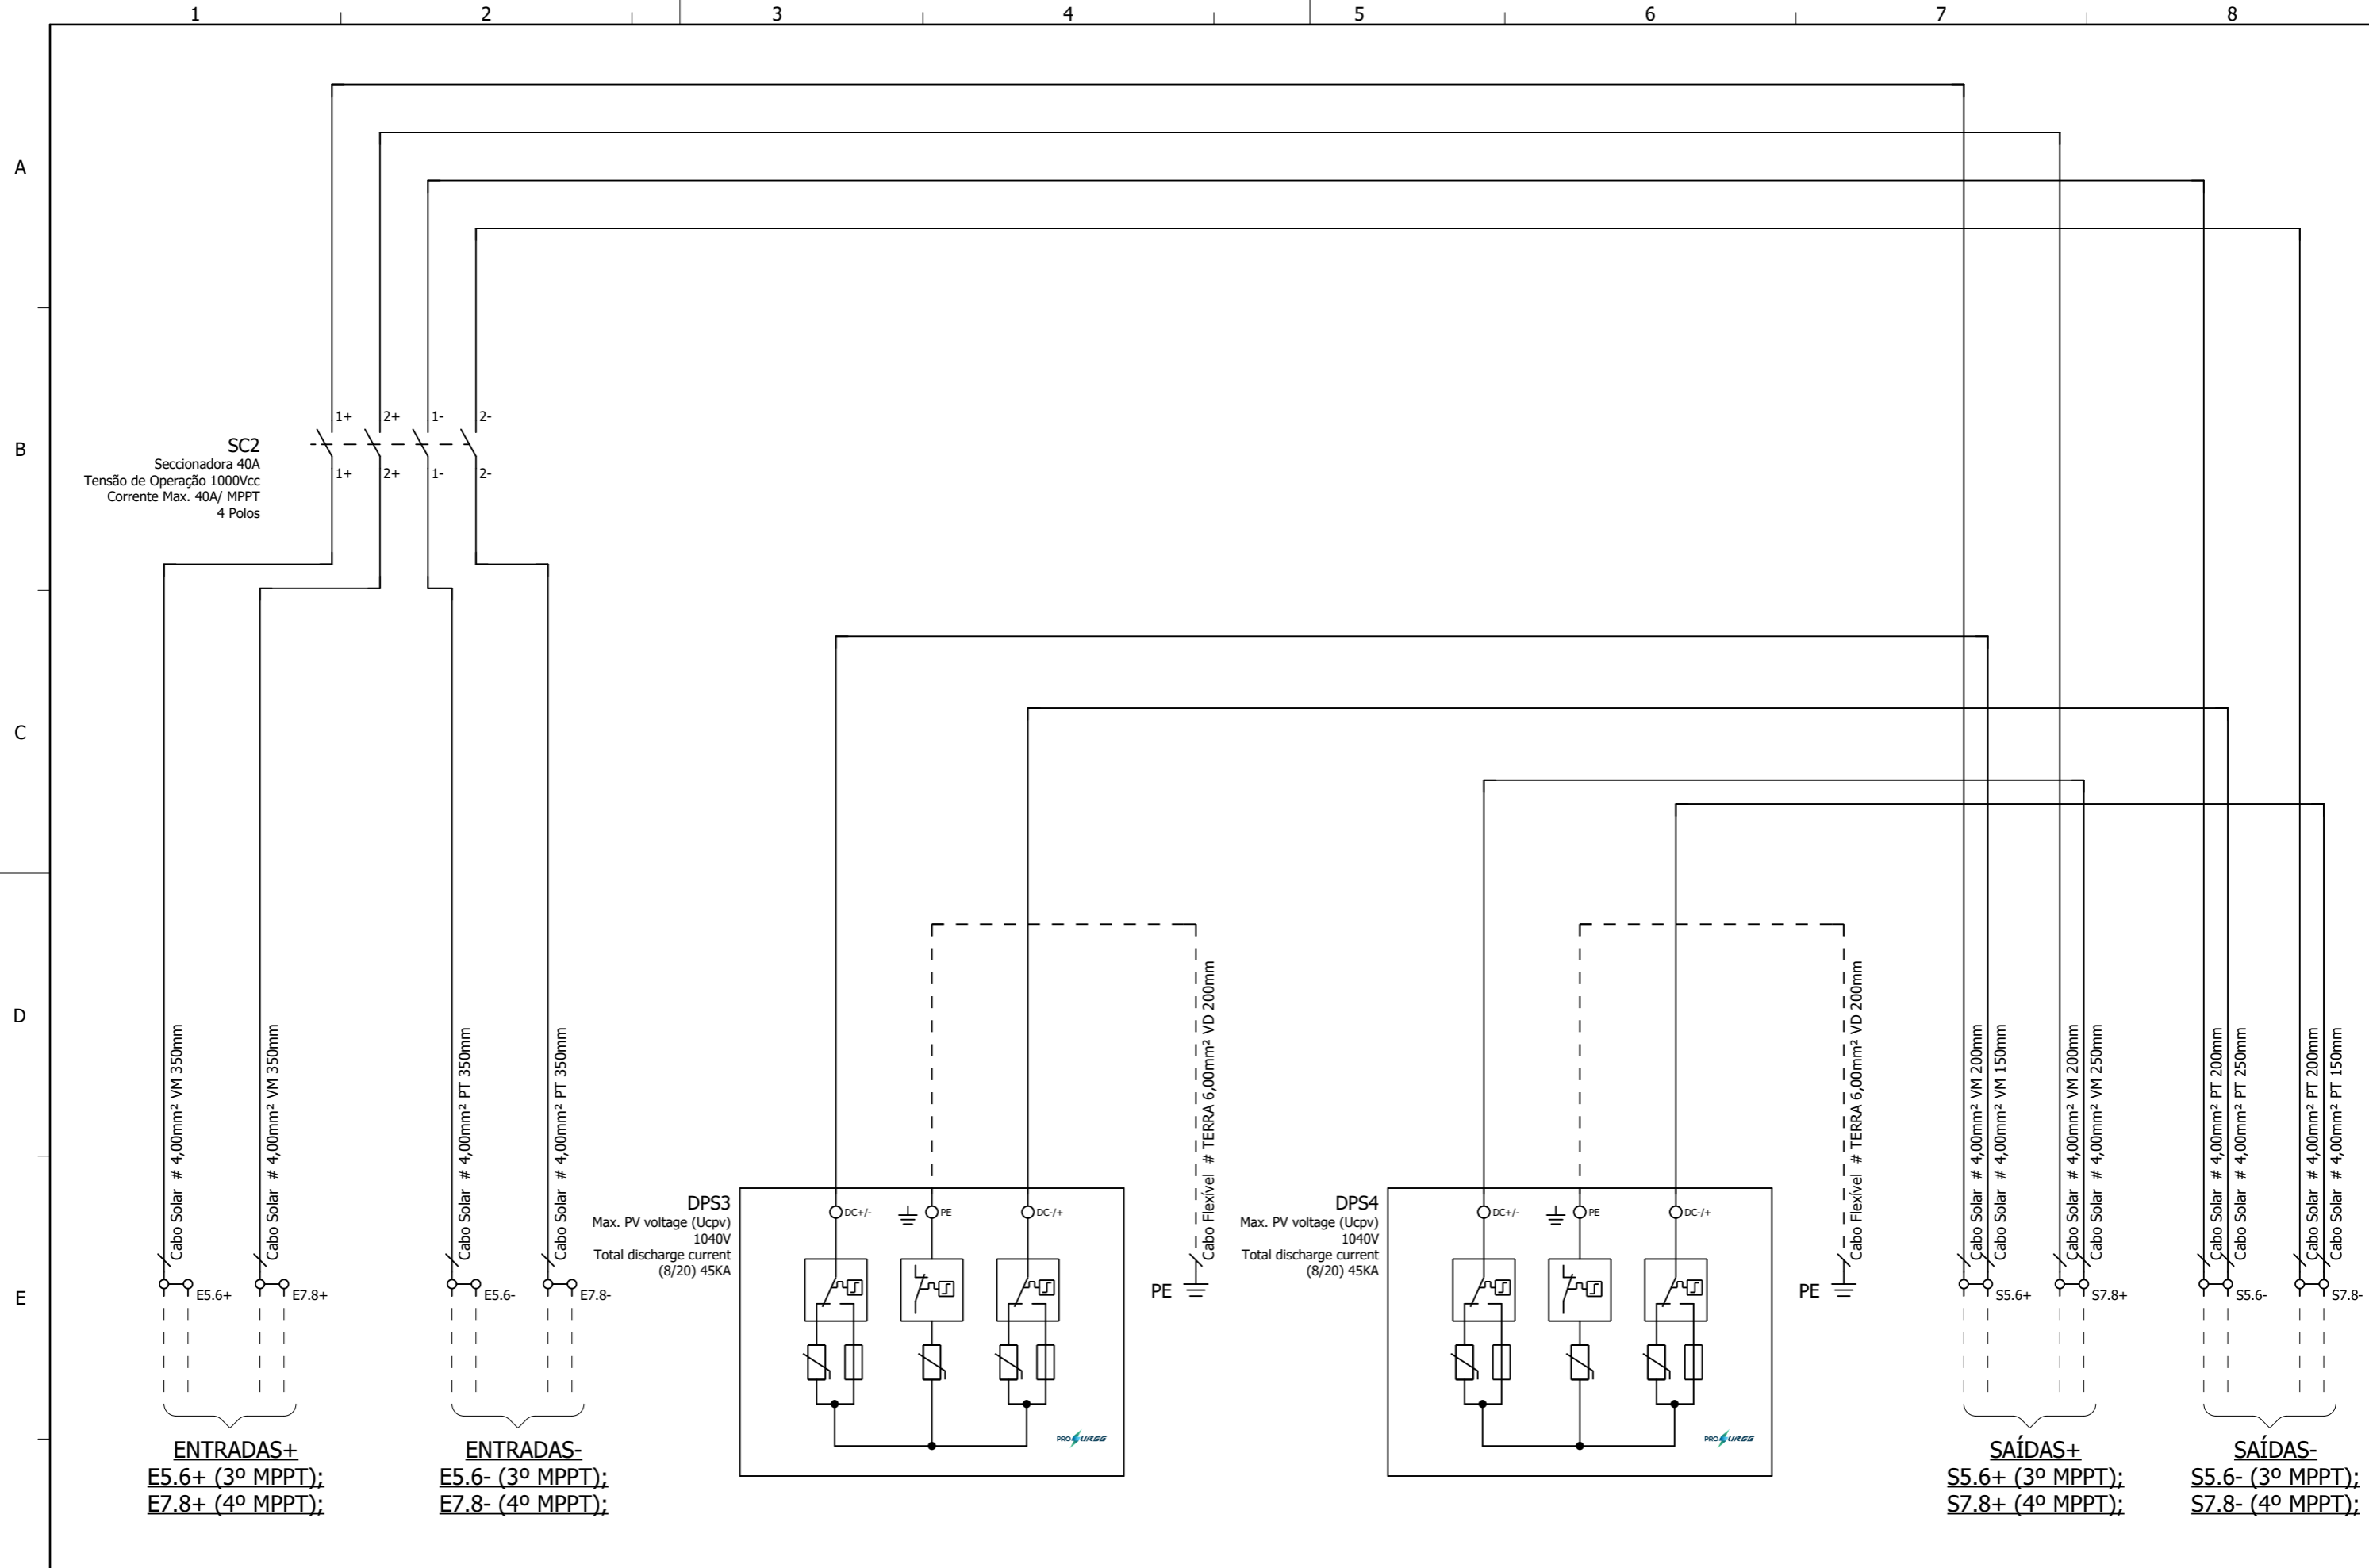 1 2 3 4 5 6 7 8
A
B
C
D
E
1+ 2+ 1- 2-
SC2
Seccionadora 40A
Tensão de Operação 1000Vcc
Corrente Max. 40A/ MPPT
4 Polos
1+ 2+ 1- 2-
Cabo Solar # 4,00mm² VM 350mm
Cabo Solar # 4,00mm² VM 350mm
Cabo Solar # 4,00mm² PT 350mm
Cabo Solar # 4,00mm² PT 350mm
Cabo Flexível # TERRA 6,00mm² VD 200mm
Cabo Flexível # TERRA 6,00mm² VD 200mm
Cabo Solar # 4,00mm² VM 200mm
Cabo Solar # 4,00mm² VM 150mm
Cabo Solar # 4,00mm² VM 200mm
Cabo Solar # 4,00mm² VM 250mm
Cabo Solar # 4,00mm² PT 200mm
Cabo Solar # 4,00mm² PT 250mm
Cabo Solar # 4,00mm² PT 200mm
Cabo Solar # 4,00mm² PT 150mm
DPS3
Max. PV voltage (Ucpv)
1040V
Total discharge current
(8/20) 45KA
DC+/- PE DC-/+
PE
PROSURGE
DPS4
Max. PV voltage (Ucpv)
1040V
Total discharge current
(8/20) 45KA
DC+/- PE DC-/+
PE
PROSURGE
E5.6+ E7.8+ E5.6- E7.8-
S5.6+ S7.8+ S5.6- S7.8-
ENTRADAS+
E5.6+ (3º MPPT);
E7.8+ (4º MPPT);
ENTRADAS-
E5.6- (3º MPPT);
E7.8- (4º MPPT);
SAÍDAS+
S5.6+ (3º MPPT);
S7.8+ (4º MPPT);
SAÍDAS-
S5.6- (3º MPPT);
S7.8- (4º MPPT);